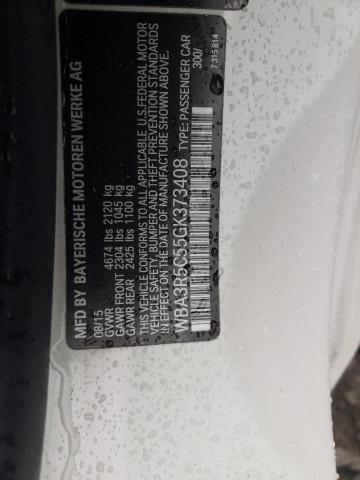 MFD BY BAYERISCHE MOTOREN WERKE AG
08/15
GVWR 4674 lbs 2120 kg
GAWR FRONT 2304 lbs 1045 kg
GAWR REAR 2425 lbs 1100 kg
THIS VEHICLE CONFORMS TO ALL APPLICABLE U.S.FEDERAL MOTOR
VEHICLE SAFETY, BUMPER, AND THEFT PREVENTION STANDARDS
IN EFFECT ON THE DATE OF MANUFACTURE SHOWN ABOVE.
WBA3R5C55GK373408 TYPE: PASSENGER CAR
300/
7315814